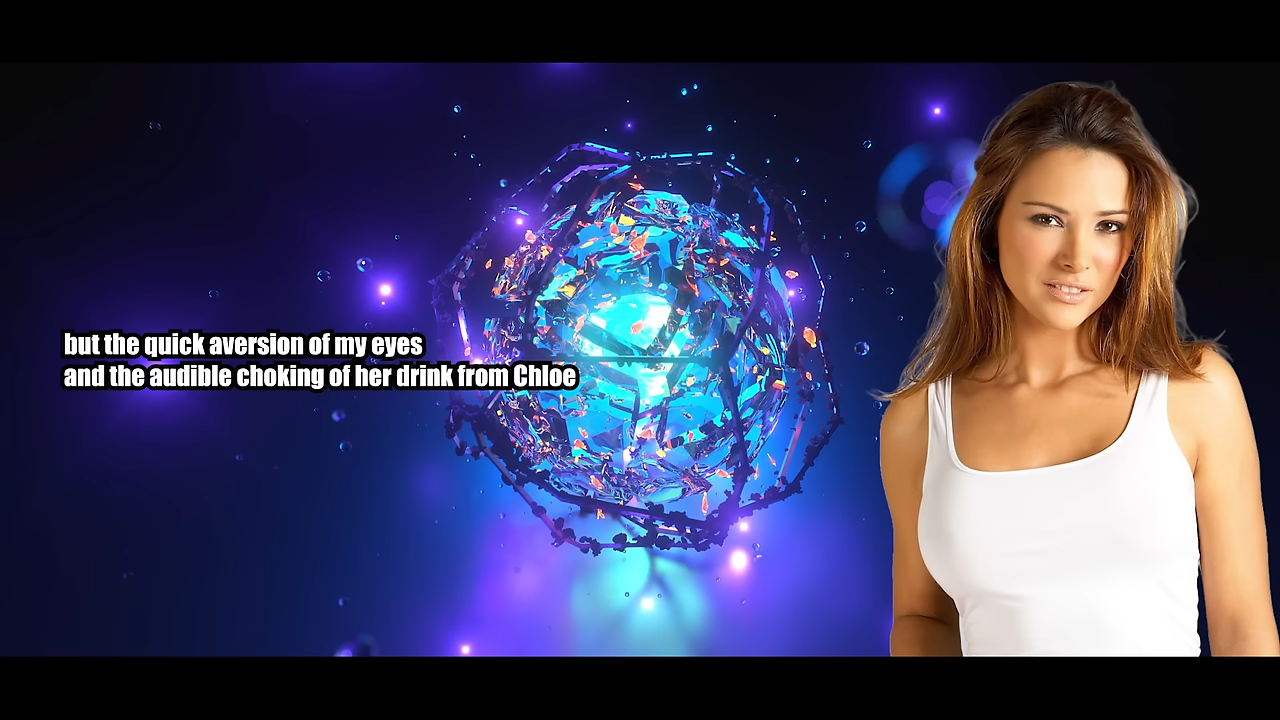 but the quick aversion of my eyes
and the audible choking of her drink from Chloe